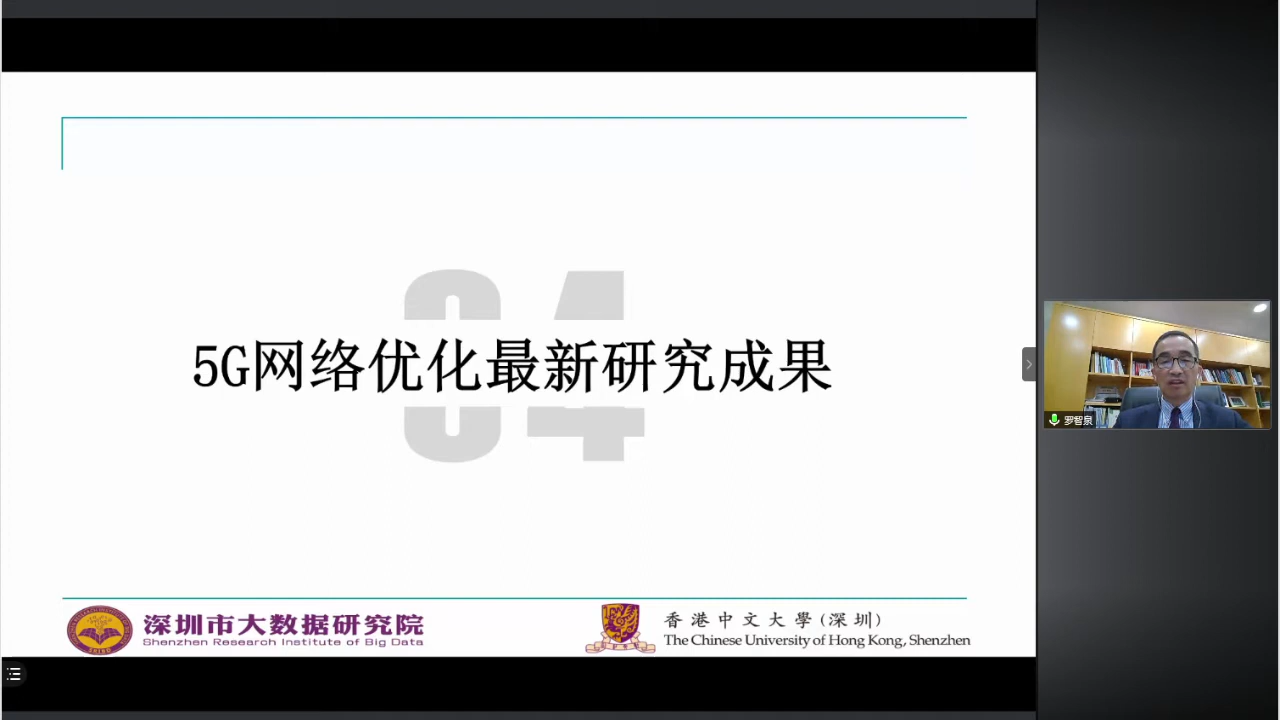 04
5G网络优化最新研究成果
深圳市大数据研究院
Shenzhen Research Institute of Big Data
香港中文大學(深圳)
The Chinese University of Hong Kong, Shenzhen
罗智泉